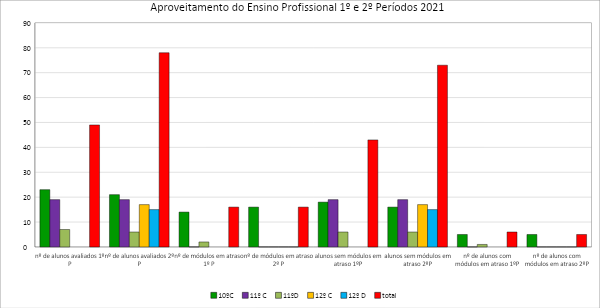 Aproveitamento do Ensino Profissional 1º e 2º Períodos 2021
90
80
70
60
50
40
30
20
10
0
nº de alunos avaliados 1º P
nº de alunos avaliados 2º P
nº de módulos em atraso 1º P
nº de módulos em atraso 2º P
alunos sem módulos em atraso 1ºP
alunos sem módulos em atraso 2ºP
nº de alunos com módulos em atraso 1ºP
nº de alunos com módulos em atraso 2ºP
10ºC
11º C
11ºD
12º C
12º D
total